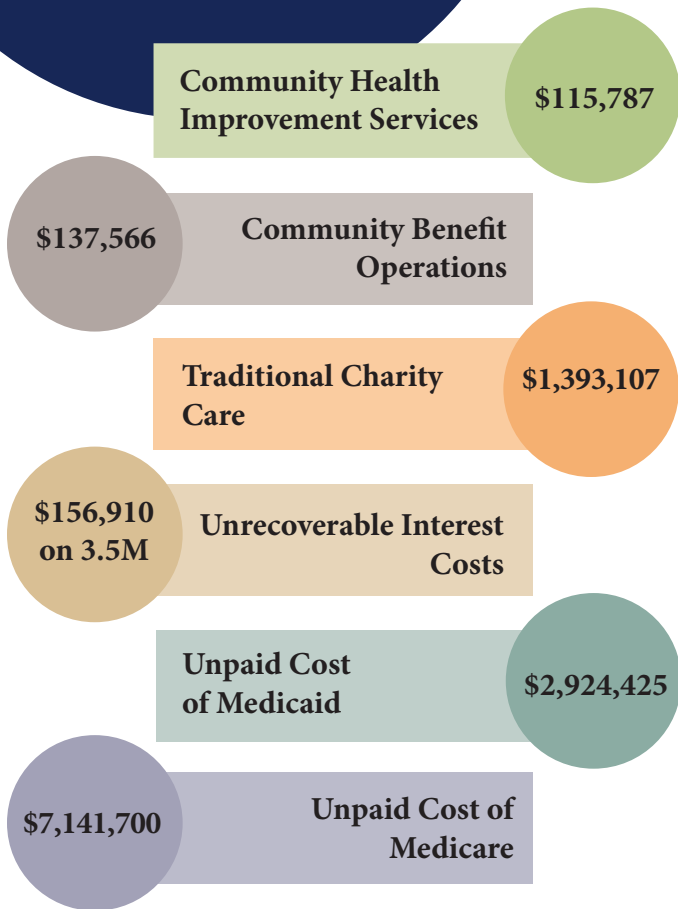 Community Health
Improvement Services
$115,787
$137,566
Community Benefit
Operations
Traditional Charity
Care
$1,393,107
$156,910
on 3.5M
Unrecoverable Interest
Costs
Unpaid Cost
of Medicaid
$2,924,425
$7,141,700
Unpaid Cost of
Medicare